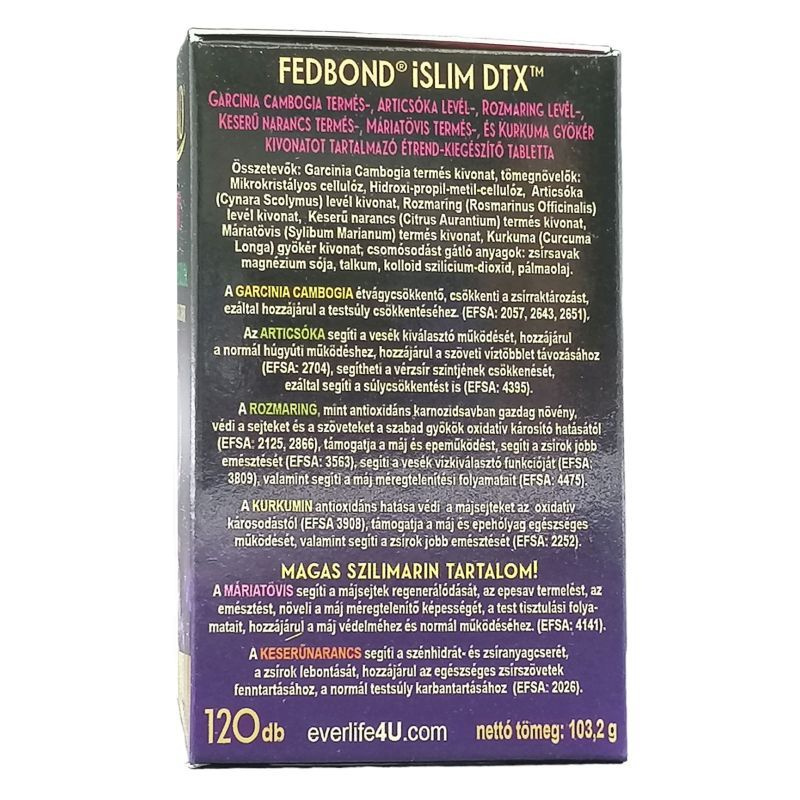 FEDBOND® iSLIM DTX™
GARCINIA CAMBOGIA TERMÉS-, ARTICSÓKA LEVÉL-, ROZMARING LEVÉL-,
KESERŰ NARANCS TERMÉS-, MÁRIATÖVIS TERMÉS-, ÉS KURKUMA GYÖKÉR
KIVONATOT TARTALMAZÓ ÉTREND-KIEGÉSZÍTŐ TABLETTA
Összetevők: Garcinia Cambogia termés kivonat, tömegnövelők:
Mikrokristályos cellulóz, Hidroxi-propil-metil-cellulóz, Articsóka
(Cynara Scolymus) levél kivonat, Rozmaring (Rosmarinus Officinalis)
levél kivonat, Keserű narancs (Citrus Aurantium) termés kivonat,
Máriatövis (Sylibum Marianum) termés kivonat, Kurkuma (Curcuma
Longa) gyökér kivonat; csomósodást gátló anyagok: zsírsavak
magnézium sója, talkum, kolloid szilícium-dioxid, pálmaolaj.
A GARCINIA CAMBOGIA étvágycsökkentő, csökkenti a zsírraktározást,
ezáltal hozzájárul a testsúly csökkentéséhez. (EFSA: 2057, 2643, 2651).
Az ARTICSÓKA segíti a vesék kiválasztó működését, hozzájárul
a normál húgyúti működéshez, hozzájárul a szöveti víztöbblet távozásához
(EFSA: 2704), segítheti a vérzsír szintjének csökkenését,
ezáltal segíti a súlycsökkentést is (EFSA: 4395).
A ROZMARING, mint antioxidáns karnozidsavban gazdag növény,
védi a sejteket és a szöveteket a szabad gyökök oxidatív károsító hatásától
(EFSA: 2125, 2866), támogatja a máj és epeműködést, segíti a zsírok jobb
emésztését (EFSA: 3563), segíti a vesék vízkiválasztó funkcióját (EFSA:
3809), valamint segíti a máj méregtelenítési folyamatait (EFSA: 4475).
A KURKUMIN antioxidáns hatása védi a májsejteket az oxidatív
károsodástól (EFSA 3908), támogatja a máj és epehólyag egészséges
működését, valamint segíti a zsírok jobb emésztését (EFSA: 2252).
MAGAS SZILIMARIN TARTALOM!
A MÁRIATÖVIS segíti a májsejtek regenerálódását, az epesav termelést, az
emésztést, növeli a máj méregtelenítő képességét, a test tisztulási folya-
matait, hozzájárul a máj védelméhez és normál működéséhez. (EFSA: 4141).
A KESERŰNARANCS segíti a szénhidrát- és zsíranyagcserét,
a zsírok lebontását, hozzájárul az egészséges zsírszövetek
fenntartásához, a normál testsúly karbantartásához (EFSA: 2026).
120 db everlife4U.com nettó tömeg: 103,2 g